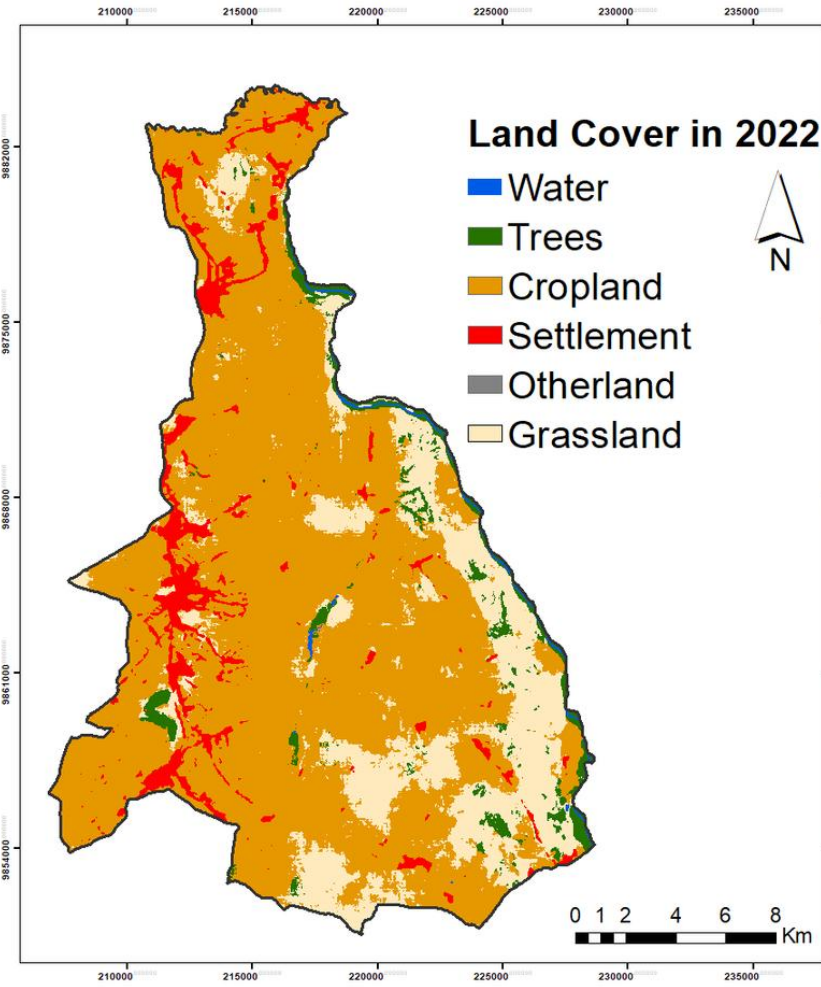 210000 215000 220000 225000 230000 235000
Land Cover in 2022
Water
Trees
Cropland
Settlement
Otherland
Grassland
N
9882000
9875000
9868000
9861000
9854000
0 1 2 4 6 8
Km
210000 215000 220000 225000 230000 235000